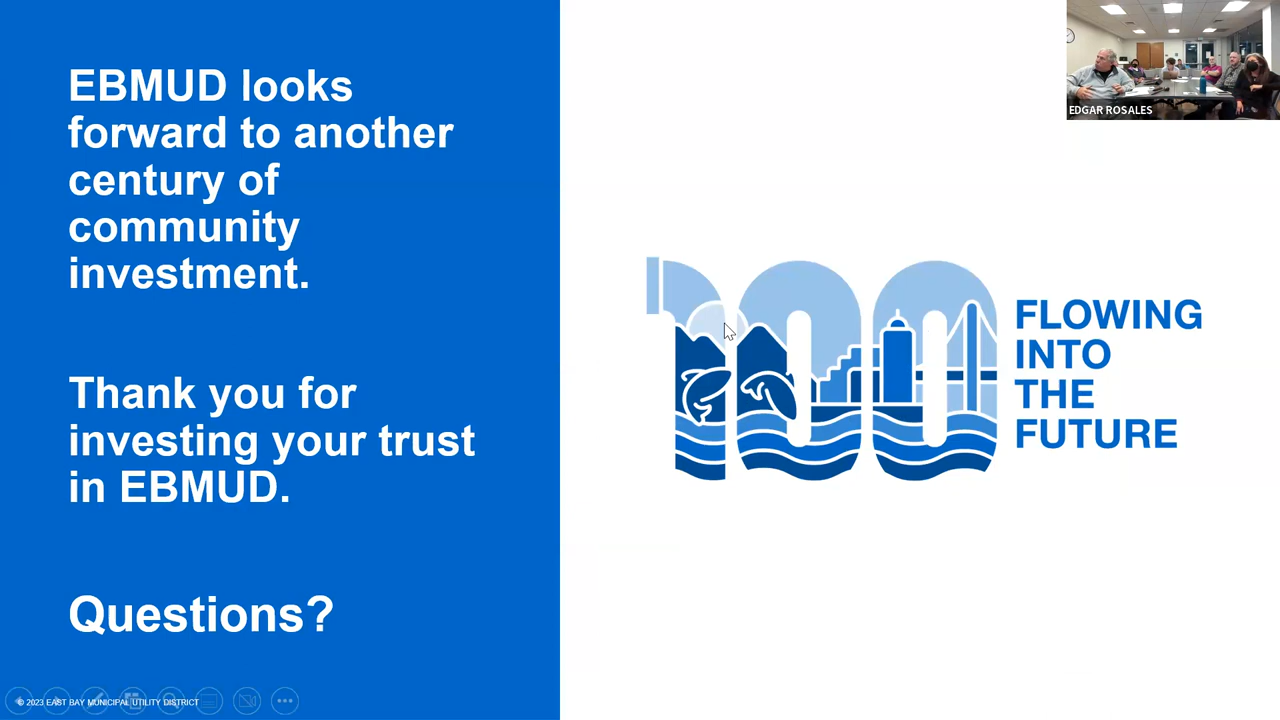 EBMUD looks
forward to another
century of
community
investment.
Thank you for
investing your trust
in EBMUD.
Questions?
© 2023 EAST BAY MUNICIPAL UTILITY DISTRICT
100
FLOWING
INTO
THE
FUTURE
EDGAR ROSALES